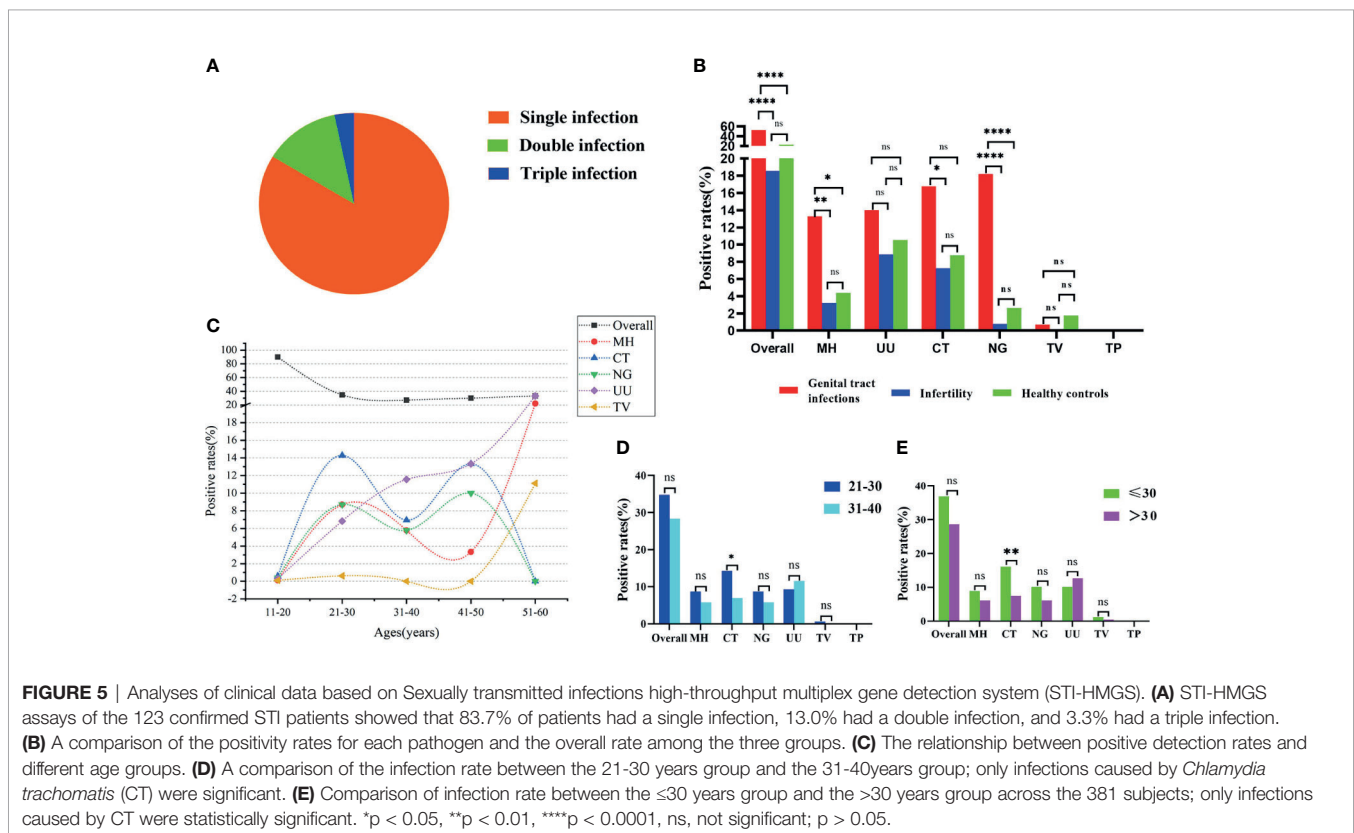 A
Single infection
Double infection
Triple infection
B
Positive rates(%)
60
40
20
20
18
16
14
12
10
8
6
4
2
0
****
****
ns
*
**
ns
ns
ns
ns
ns
*
ns
****
****
ns
ns
ns
ns
Overall MH UU CT NG TV TP
Genital tract
infections
Infertility
Healthy controls
C
Positive rates(%)
100
80
60
40
20
18
16
14
12
10
8
6
4
2
0
-2
11-20 21-30 31-40 41-50 51-60
Ages(years)
Overall
MH
CT
NG
UU
TV
D
Positive rates(%)
40
30
20
10
0
ns
ns
*
ns
ns
ns
Overall MH CT NG UU TV TP
21-30
31-40
E
Positive rates(%)
40
30
20
10
0
ns
ns
**
ns
ns
ns
Overall MH CT NG UU TV TP
≤30
>30
FIGURE 5 | Analyses of clinical data based on Sexually transmitted infections high-throughput multiplex gene detection system (STI-HMGS). (A) STI-HMGS
assays of the 123 confirmed STI patients showed that 83.7% of patients had a single infection, 13.0% had a double infection, and 3.3% had a triple infection.
(B) A comparison of the positivity rates for each pathogen and the overall rate among the three groups. (C) The relationship between positive detection rates and
different age groups. (D) A comparison of the infection rate between the 21-30 years group and the 31-40years group; only infections caused by Chlamydia
trachomatis (CT) were significant. (E) Comparison of infection rate between the ≤30 years group and the >30 years group across the 381 subjects; only infections
caused by CT were statistically significant. *p < 0.05, **p < 0.01, ****p < 0.0001, ns, not significant; p > 0.05.